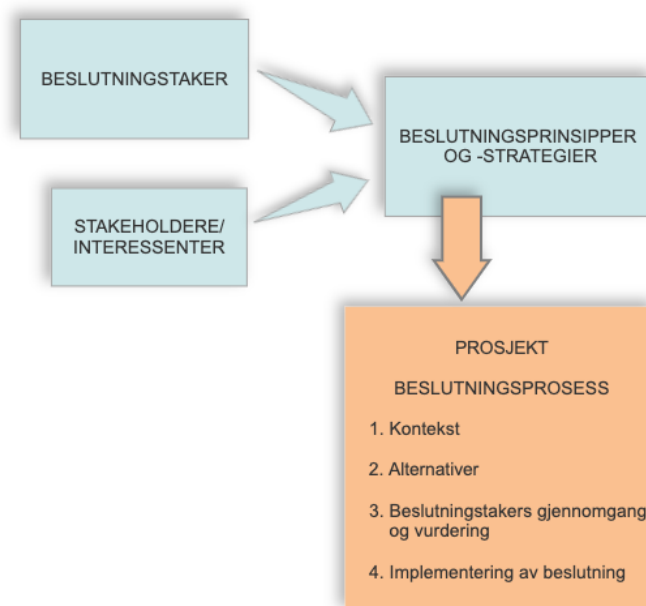 BESLUTNINGSTAKER
BESLUTNINGSPRINSIPPER
OG -STRATEGIER
STAKEHOLDERE/
INTERESSENTER
PROSJEKT
BESLUTNINGSPROSESS
1. Kontekst
2. Alternativer
3. Beslutningstakers gjennomgang
og vurdering
4. Implementering av beslutning